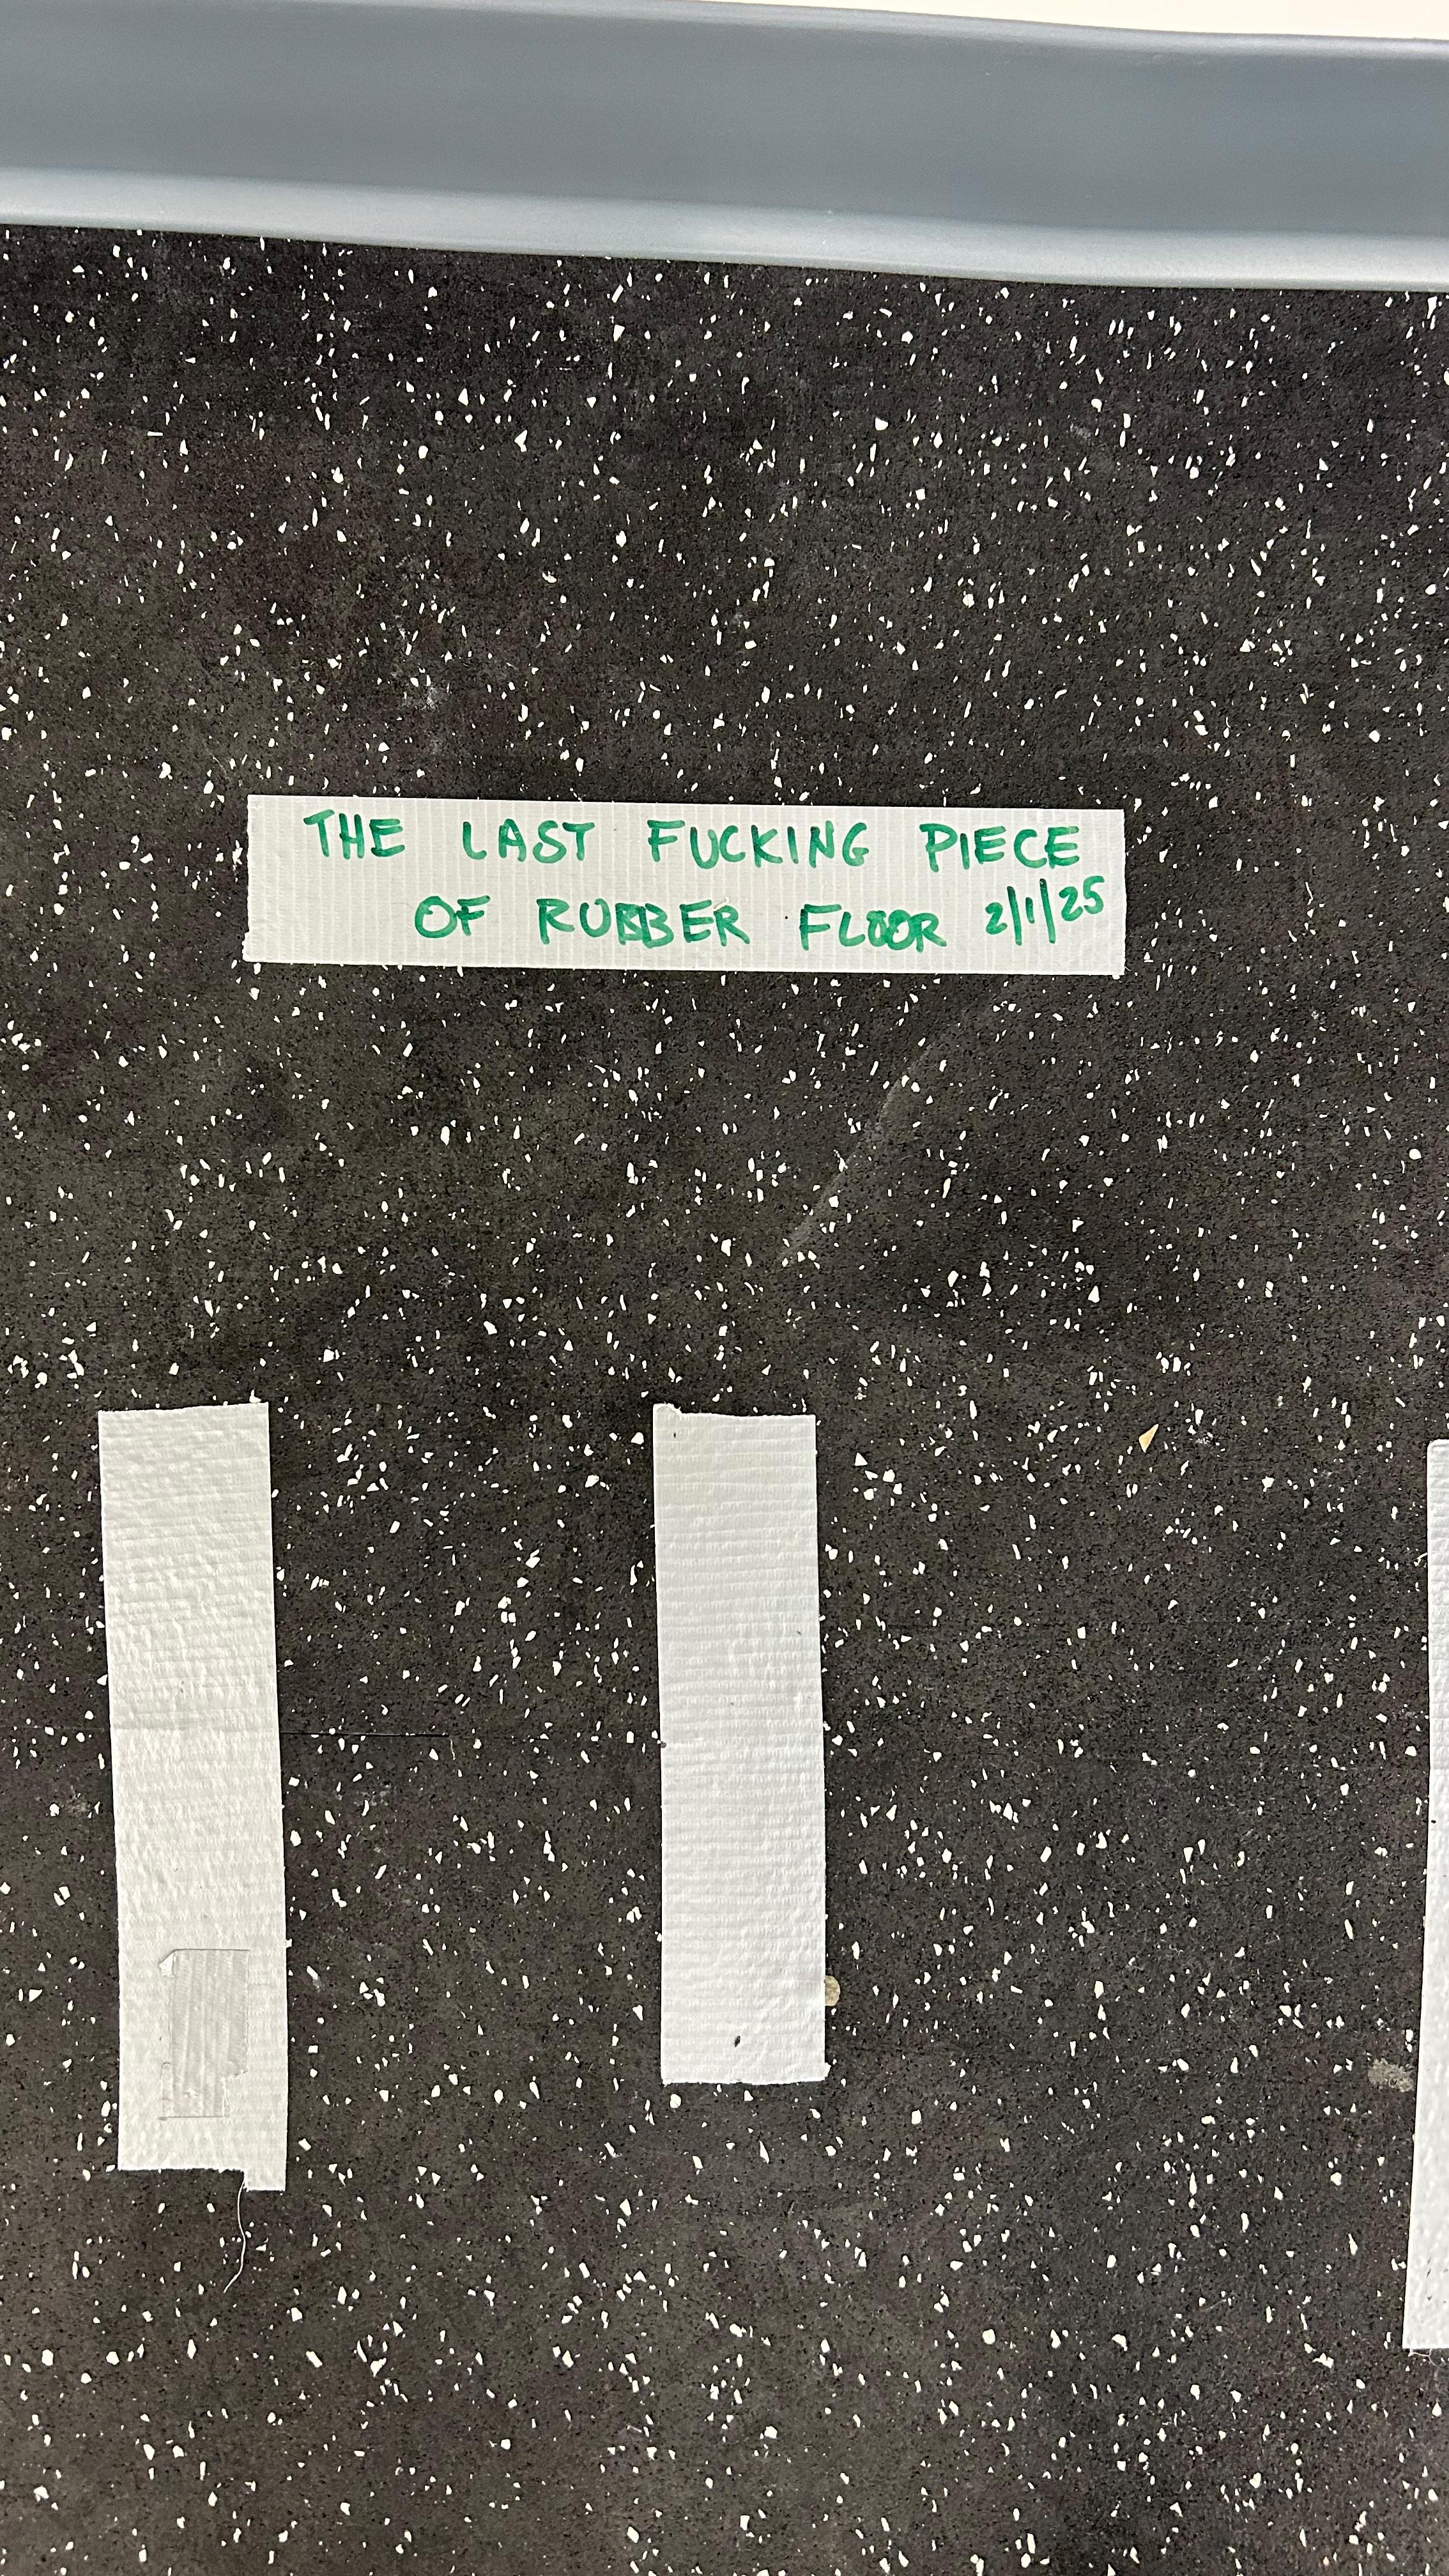 THE LAST FUCKING PIECE
OF RUBBER FLOOR 2/1/25